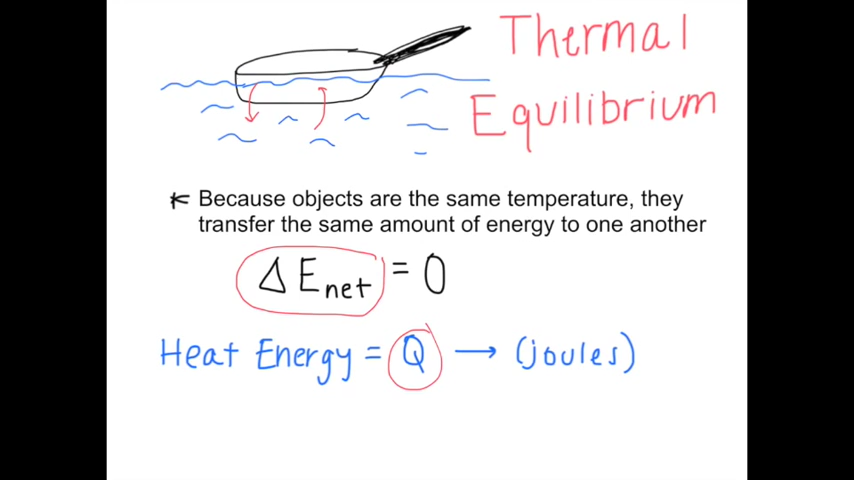 Thermal
Equilibrium
Because objects are the same temperature, they
transfer the same amount of energy to one another
Δ Enet = 0
Heat Energy = Q → (joules)